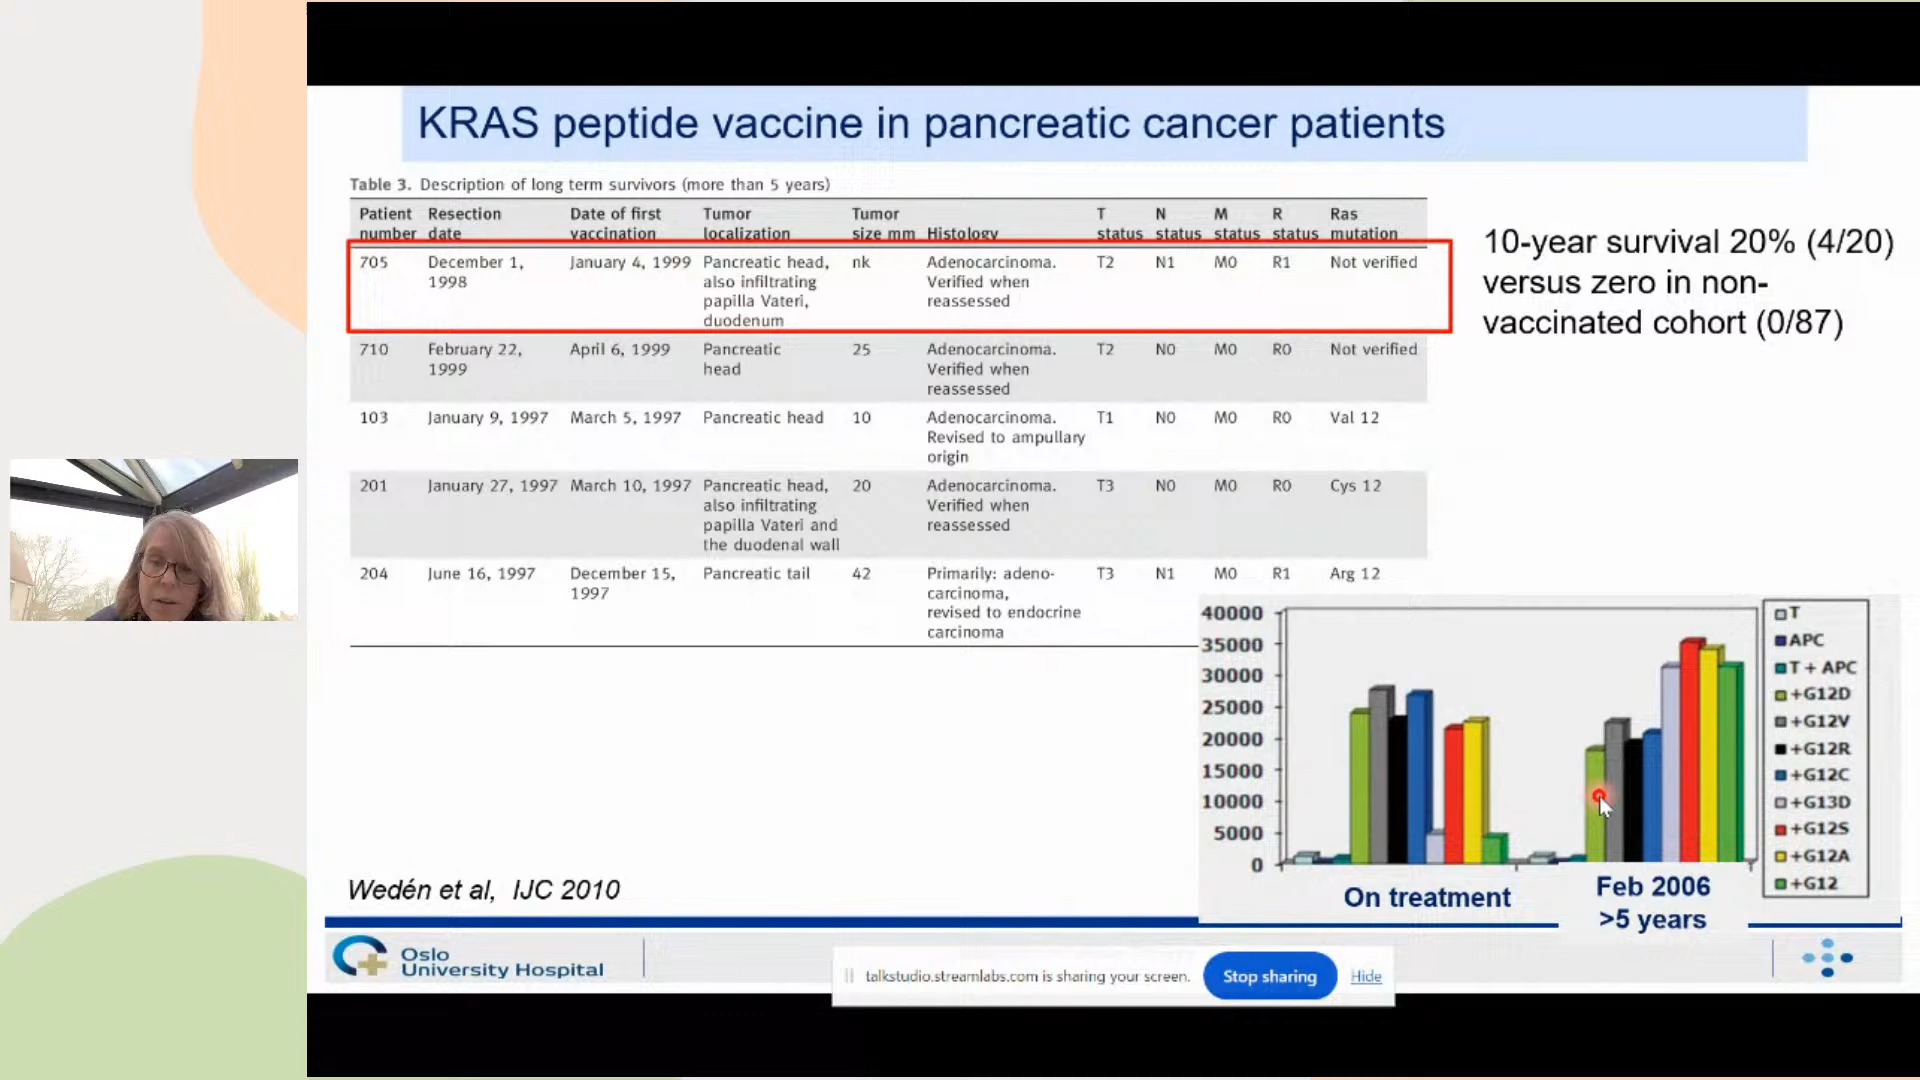 KRAS peptide vaccine in pancreatic cancer patients
Table 3. Description of long term survivors (more than 5 years)
Patient number Resection date Date of first vaccination Tumor localization Tumor size mm Histology T status N status M status R status Ras mutation
705 December 1, 1998 January 4, 1999 Pancreatic head, also infiltrating papilla Vateri, duodenum nk Adenocarcinoma. Verified when reassessed T2 N1 M0 R1 Not verified
710 February 22, 1999 April 6, 1999 Pancreatic head 25 Adenocarcinoma. Verified when reassessed T2 N0 M0 R0 Not verified
103 January 9, 1997 March 5, 1997 Pancreatic head 10 Adenocarcinoma. Revised to ampullary origin T1 N0 M0 R0 Val 12
201 January 27, 1997 March 10, 1997 Pancreatic head, also infiltrating papilla Vateri and the duodenal wall 20 Adenocarcinoma. Verified when reassessed T3 N0 M0 R0 Cys 12
204 June 16, 1997 December 15, 1997 Pancreatic tail 42 Primarily: adeno-carcinoma, revised to endocrine carcinoma T3 N1 M0 R1 Arg 12
10-year survival 20% (4/20)
versus zero in non-
vaccinated cohort (0/87)
40000
35000
30000
25000
20000
15000
10000
5000
0
On treatment
Feb 2006
>5 years
T
APC
T + APC
+G12D
+G12V
+G12R
+G12C
+G13D
+G12S
+G12A
+G12
Wedén et al, IJC 2010
Oslo
University Hospital
talkstudio.streamlabs.com is sharing your screen. Stop sharing Hide